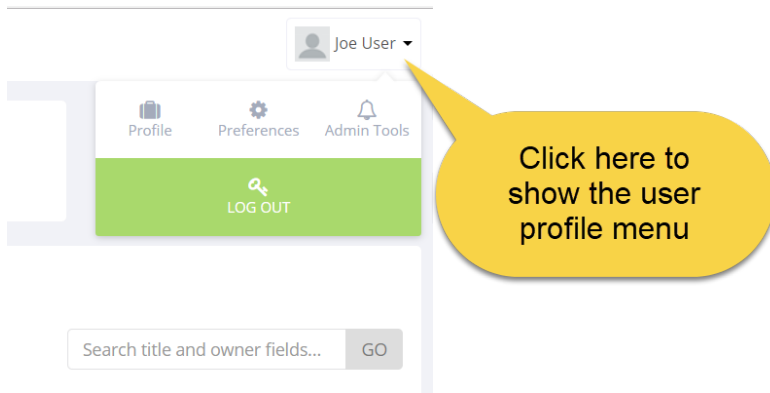 Joe User
Profile Preferences Admin Tools
LOG OUT
Click here to
show the user
profile menu
Search title and owner fields... GO